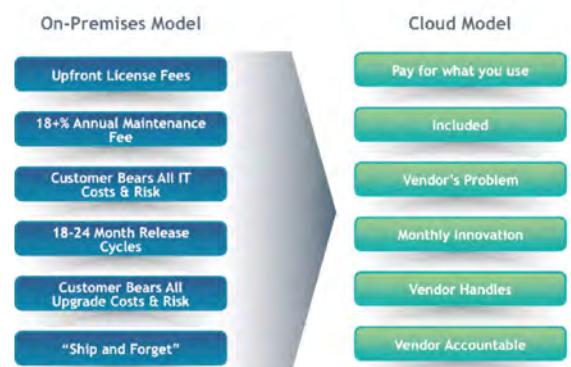 On-Premises Model
Cloud Model
Upfront License Fees
Pay for what you use
18+% Annual Maintenance
Fee
Included
Customer Bears All IT
Costs & Risk
Vendor's Problem
18-24 Month Release
Cycles
Monthly Innovation
Customer Bears All
Upgrade Costs & Risk
Vendor Handles
"Ship and Forget"
Vendor Accountable